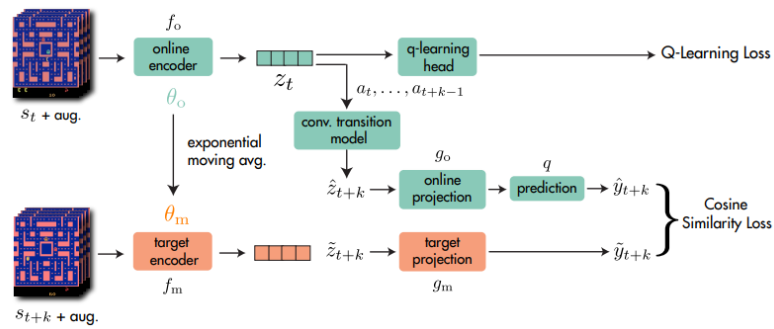 f_o
online encoder
z_t
q-learning head
Q-Learning Loss
s_t + aug.
θ_o
a_t, . . . , a_{t+k−1}
conv. transition model
exponential moving avg.
g_o
q
ẑ_{t+k}
online projection
prediction
ŷ_{t+k}
Cosine Similarity Loss
θ_m
target encoder
z̃_{t+k}
target projection
ỹ_{t+k}
f_m
g_m
s_{t+k} + aug.